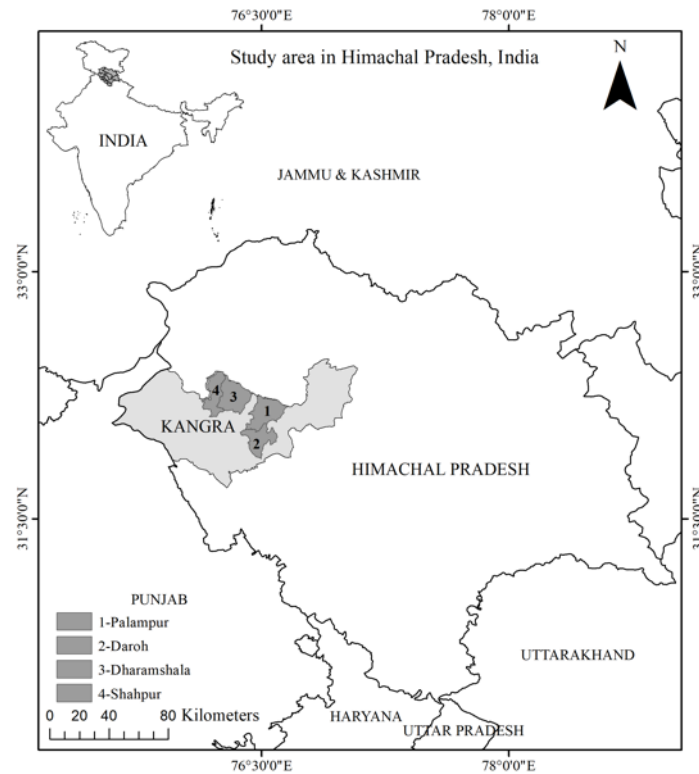 76°30'0"E 78°0'0"E
Study area in Himachal Pradesh, India
N
INDIA
JAMMU & KASHMIR
33°0'0"N 33°0'0"N
4
3
1
KANGRA
2
HIMACHAL PRADESH
31°30'0"N 31°30'0"N
PUNJAB
1-Palampur
2-Daroh
3-Dharamshala
4-Shahpur
UTTARAKHAND
0 20 40 80 Kilometers
HARYANA
UTTAR PRADESH
76°30'0"E 78°0'0"E